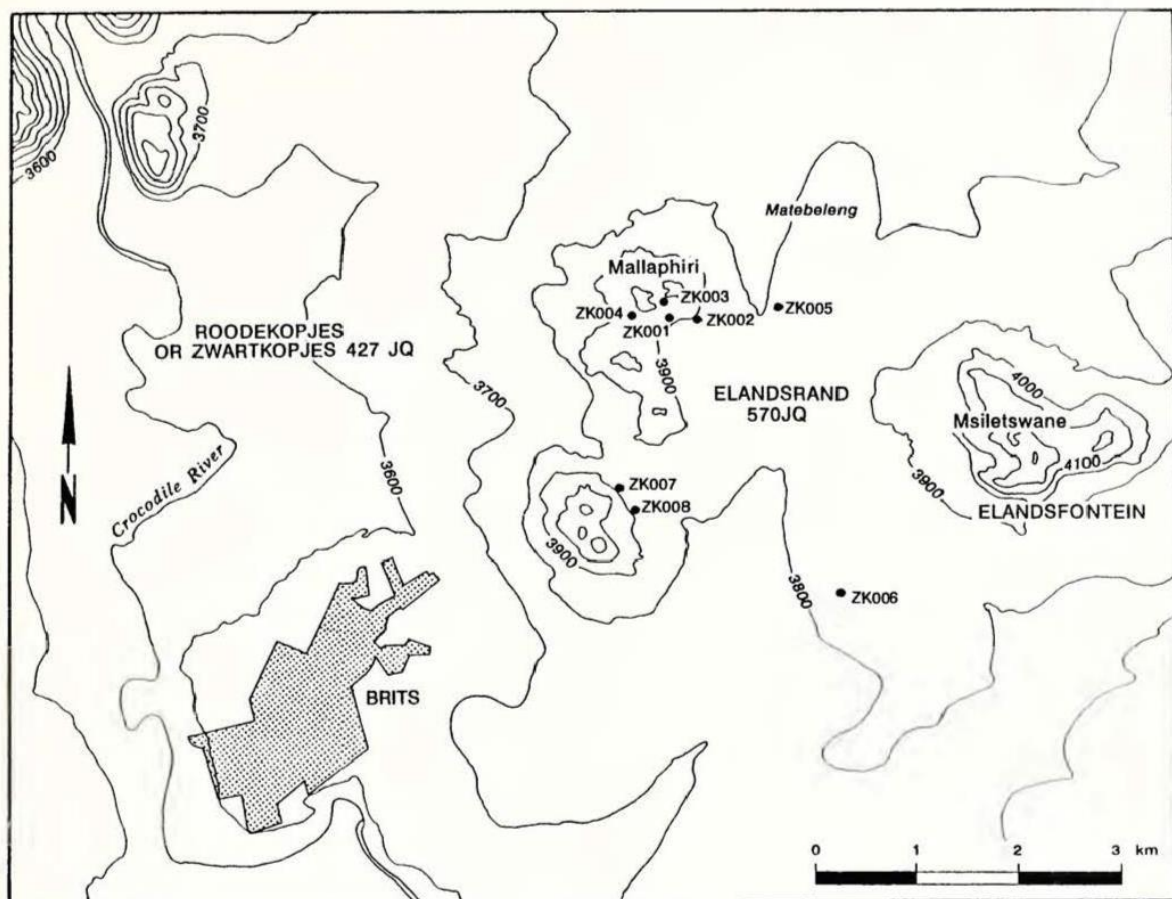 3600
3700
Matebeleng
Mallaphiri
ZK003
ZK004
ZK001
ZK002
ZK005
ROODEKOPJES
OR ZWARTKOPJES 427 JQ
3700
3900
ELANDSRAND
570JQ
4000
Msiletswane
4100
3900
ELANDSFONTEIN
Crocodile River
3600
N
ZK007
ZK008
3900
3800
ZK006
BRITS
0 1 2 3 km